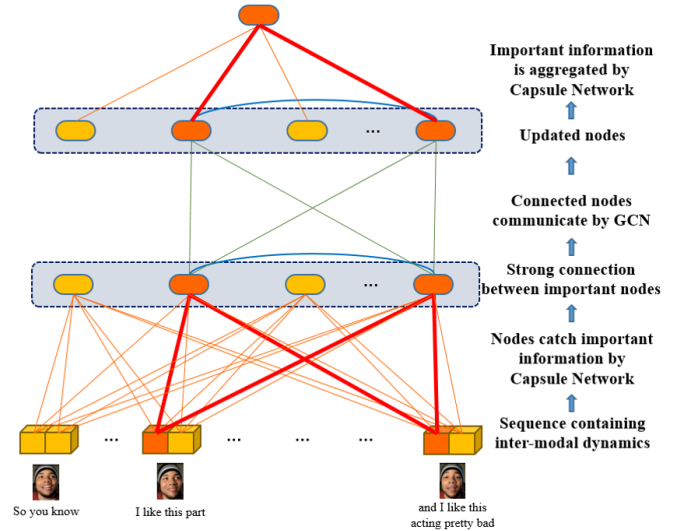 Important information
is aggregated by
Capsule Network
...
Updated nodes
Connected nodes
communicate by GCN
...
Strong connection
between important nodes
Nodes catch important
information by
Capsule Network
... ... ... ...
Sequence containing
inter-modal dynamics
So you know
I like this part
and I like this
acting pretty bad